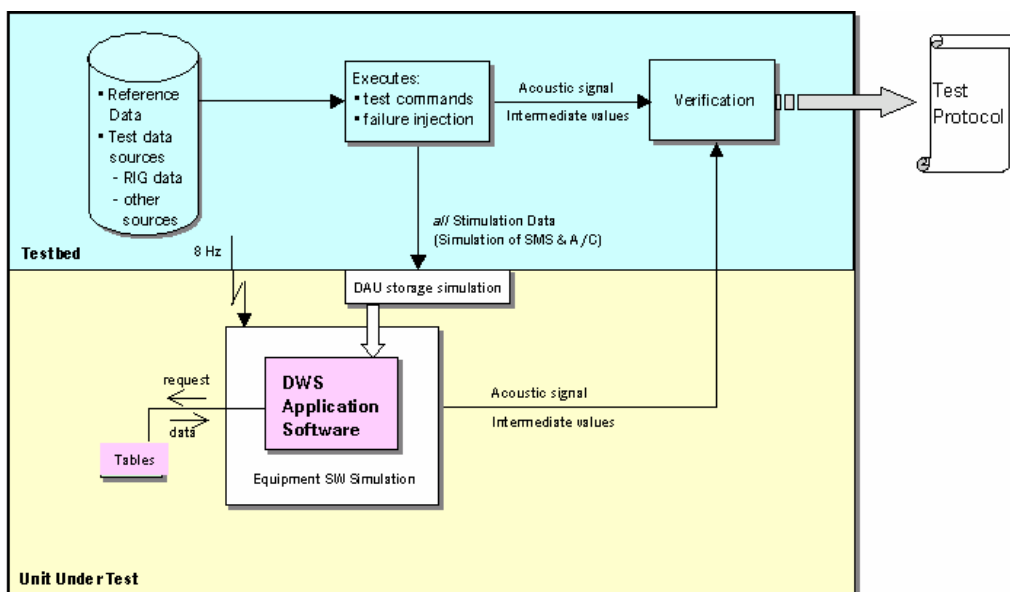 ▪ Reference
Data
▪ Test data
sources
- RIG data
- other
sources
Executes:
▪ test commands
▪ failure injection
Acoustic signal
Intermediate values
Verification
Test
Protocol
all Stimulation Data
(Simulation of SMS & A/C)
Testbed
8 Hz
DAU storage simulation
DWS
Application
Software
request
data
Tables
Acoustic signal
Intermediate values
Equipment SW Simulation
Unit Under Test